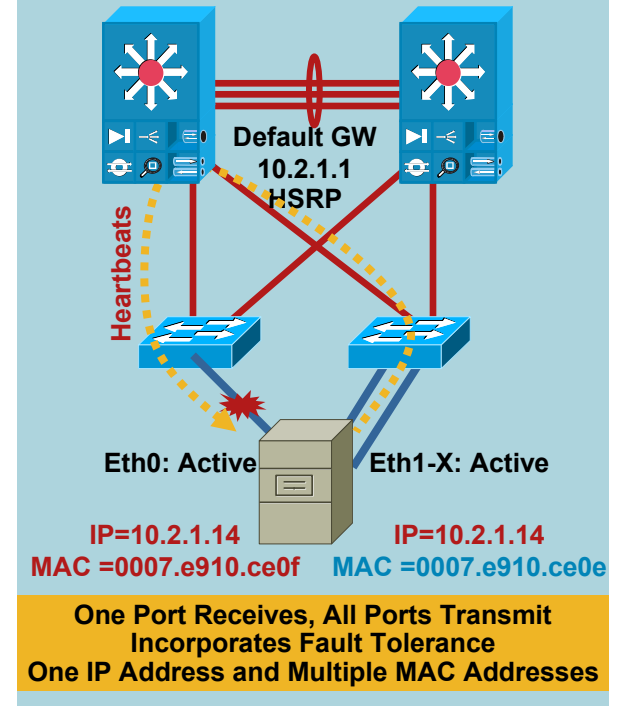 Default GW
10.2.1.1
HSRP
Heartbeats
Eth0: Active
Eth1-X: Active
IP=10.2.1.14
MAC =0007.e910.ce0f
IP=10.2.1.14
MAC =0007.e910.ce0e
One Port Receives, All Ports Transmit
Incorporates Fault Tolerance
One IP Address and Multiple MAC Addresses